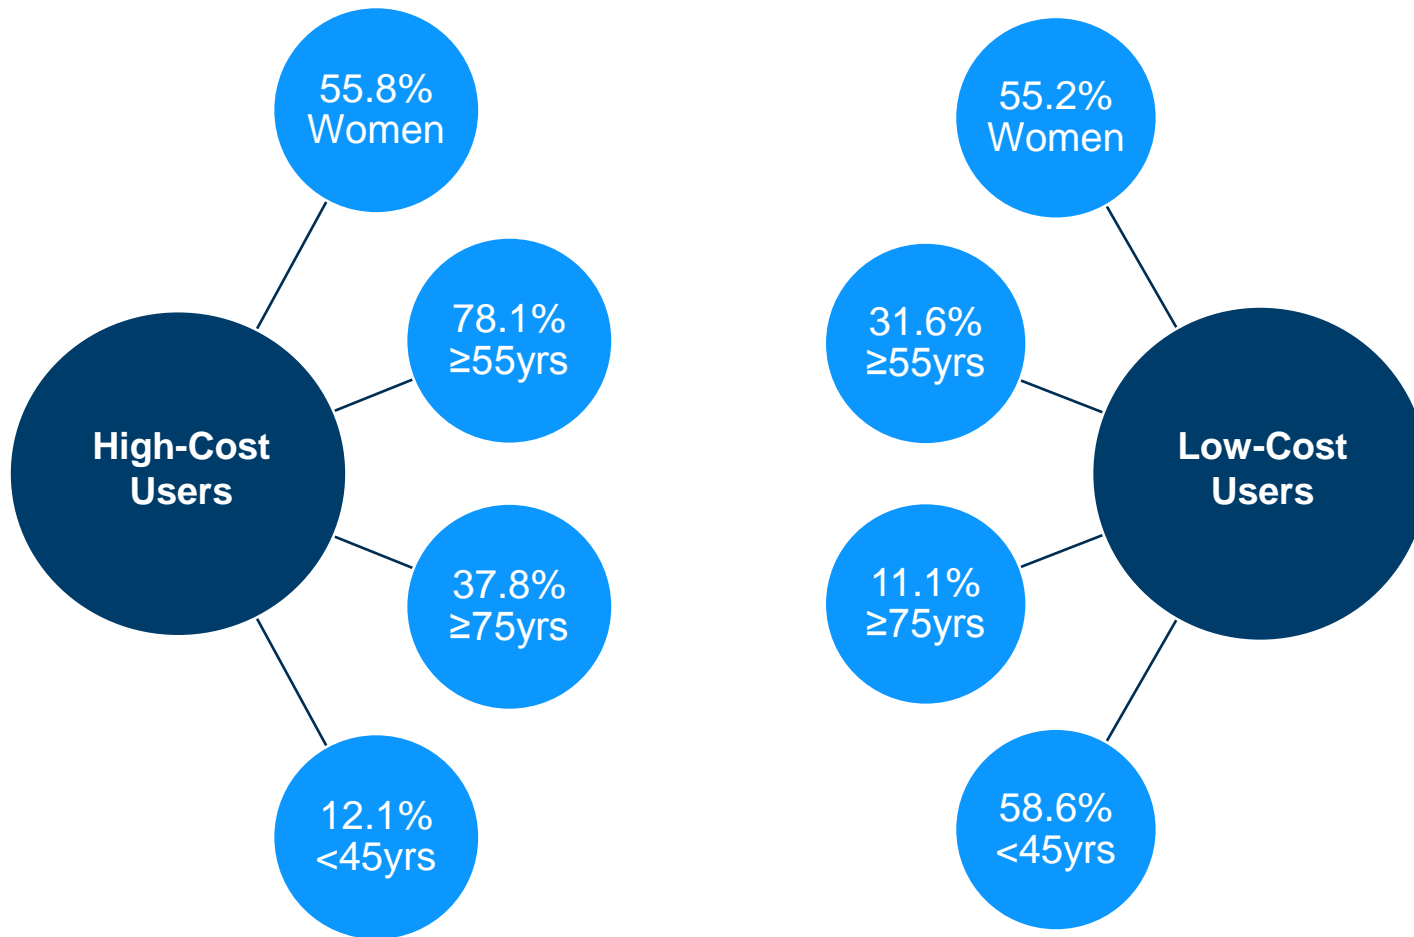 55.8%
Women
78.1%
≥55yrs
High-Cost
Users
37.8%
≥75yrs
12.1%
<45yrs
55.2%
Women
31.6%
≥55yrs
Low-Cost
Users
11.1%
≥75yrs
58.6%
<45yrs